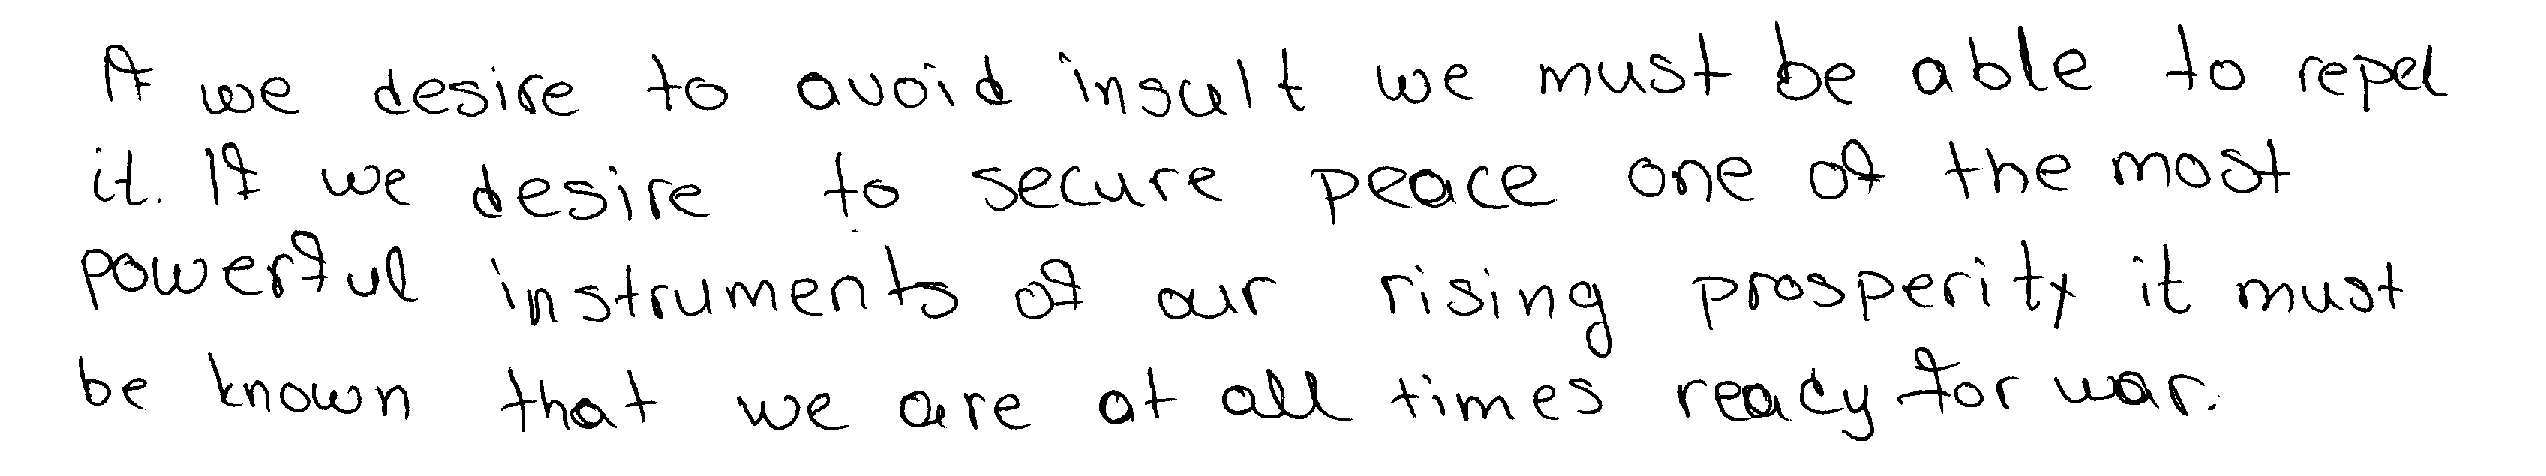 If we desire to avoid insult we must be able to repel
it. If we desire to secure peace one of the most
powerful instruments of our rising prosperity it must
be known that we are at all times ready for war.